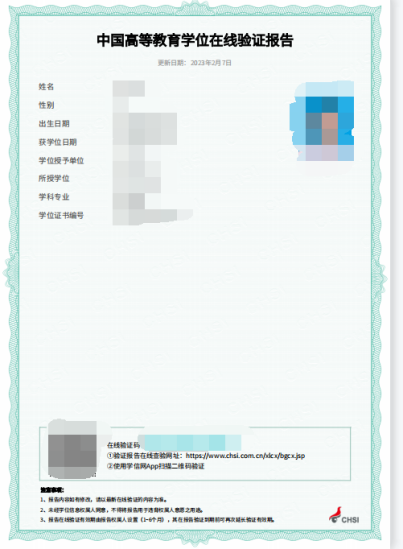 中国高等教育学位在线验证报告
更新日期：2023年2月7日
姓名
性别
出生日期
获学位日期
学位授予单位
所授学位
学科专业
学位证书编号
在线验证码
①验证报告在线查验网址：https://www.chsi.com.cn/xlcx/bgcx.jsp
②使用学信网App扫描二维码验证
注意事项：
1、报告内容如有修改，请以最新在线验证的内容为准。
2、未经学位信息权属人同意，不得将报告用于违背权属人意愿之用途。
3、报告在线验证有效期由报告权属人设置（1~6个月），其在报告验证到期前可再次延长验证有效期。
CHSI